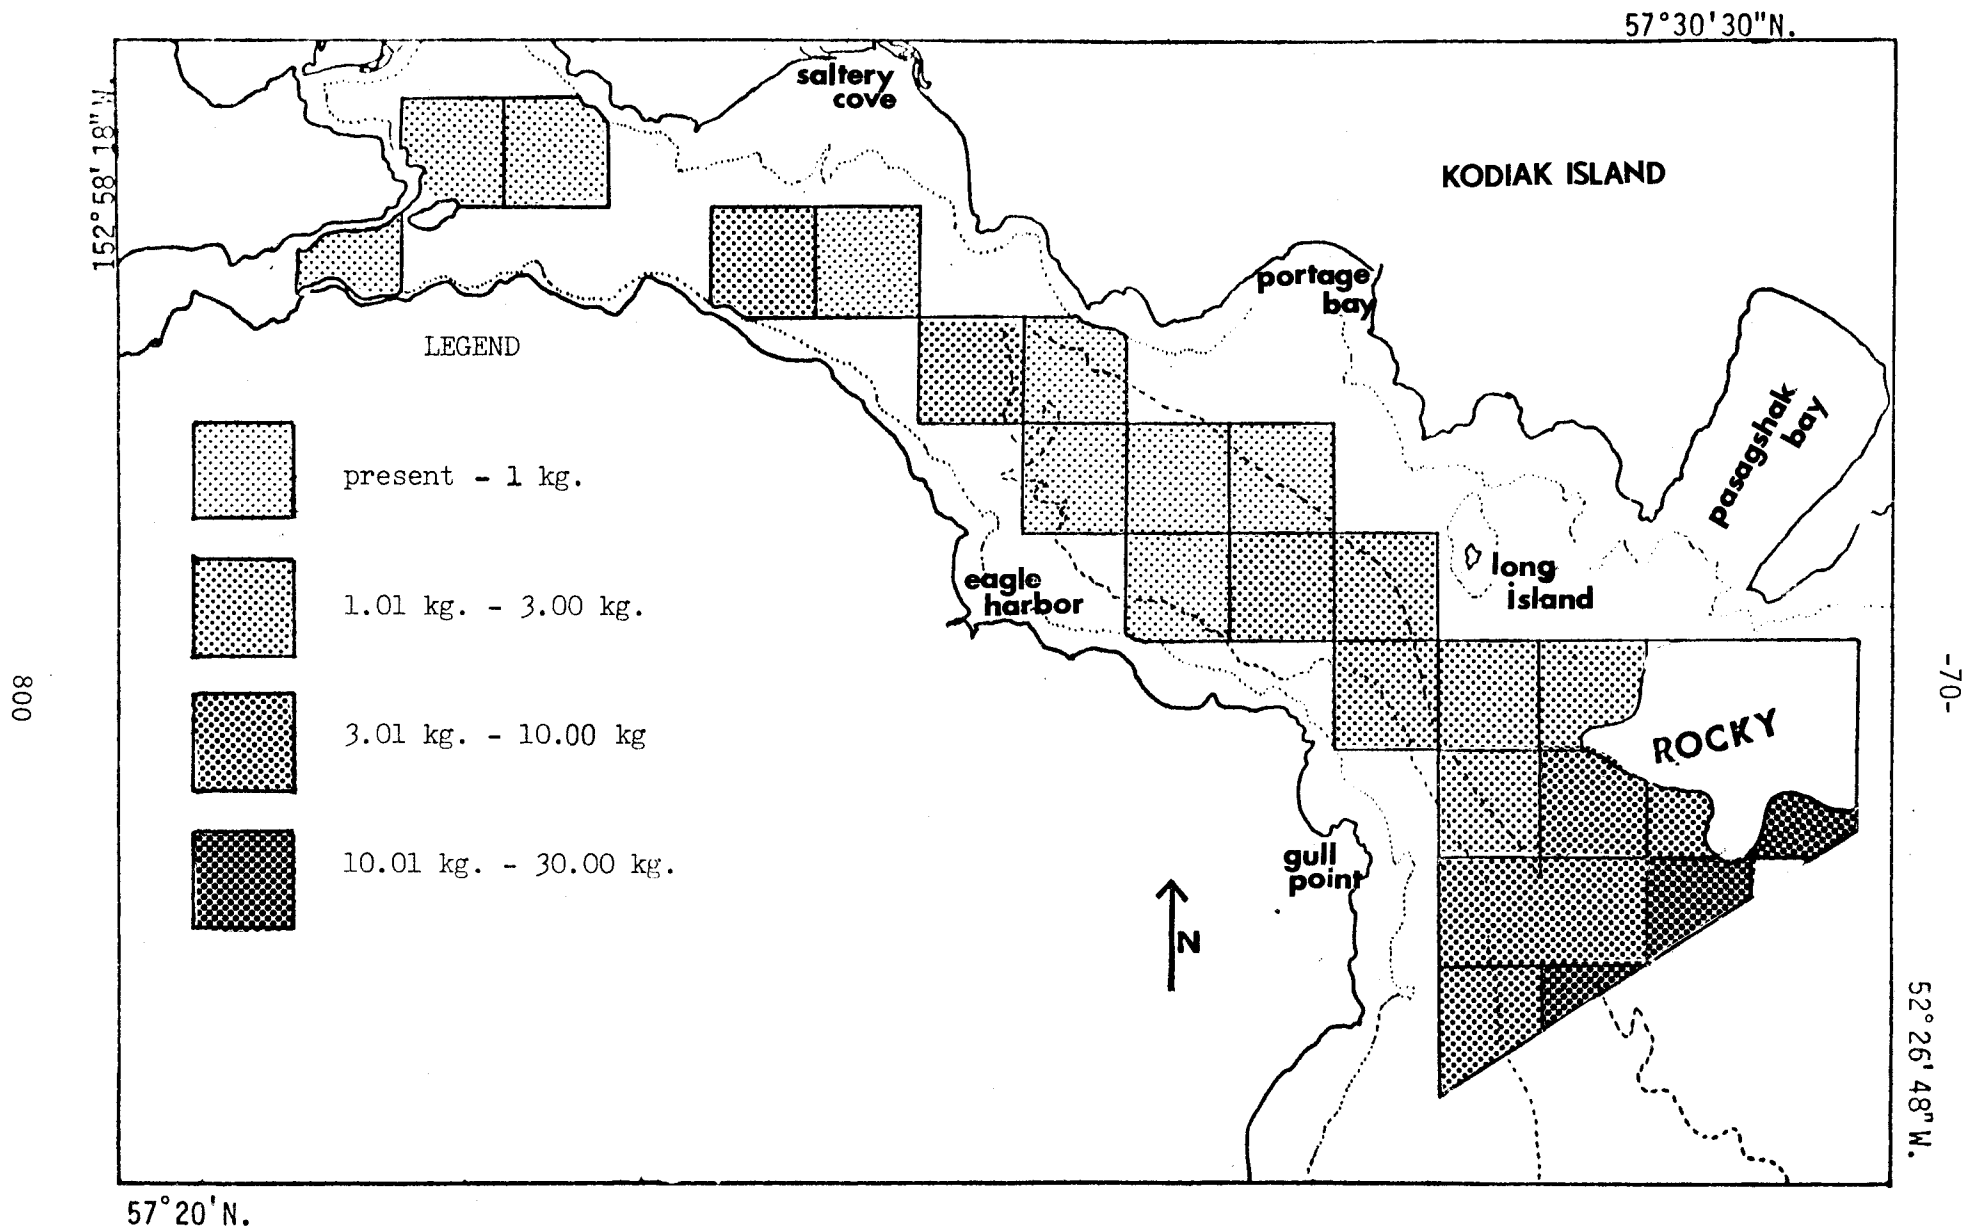 57°30'30"N.
152°58'18"W.
saltery
cove
KODIAK ISLAND
portage
bay
pasagshak
bay
LEGEND
present - 1 kg.
1.01 kg. - 3.00 kg.
3.01 kg. - 10.00 kg
10.01 kg. - 30.00 kg.
eagle
harbor
long
island
ROCKY
gull
point
N
800
-70-
52°26'48"W.
57°20'N.